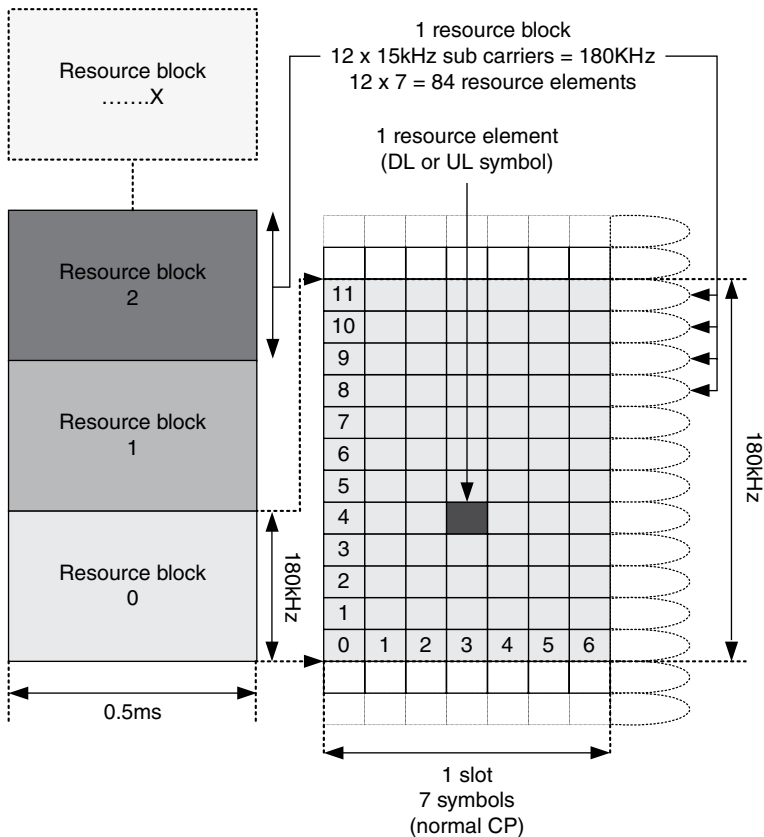 1 resource block
12 x 15kHz sub carriers = 180KHz
12 x 7 = 84 resource elements
Resource block
…….X
1 resource element
(DL or UL symbol)
Resource block
2
Resource block
1
Resource block
0
180kHz
0.5ms
11
10
9
8
7
6
5
4
3
2
1
0 1 2 3 4 5 6
180kHz
1 slot
7 symbols
(normal CP)